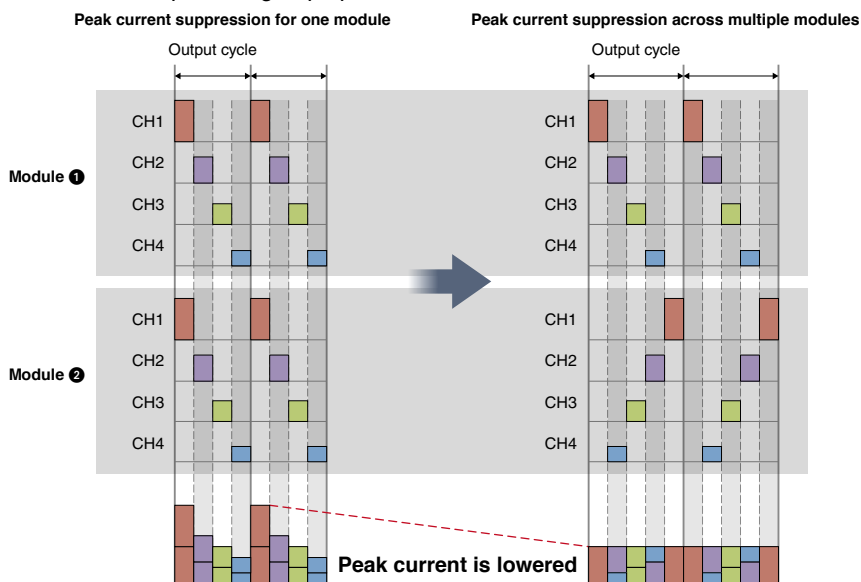 Peak current suppression for one module
Peak current suppression across multiple modules
Output cycle
Output cycle
CH1
CH2
Module ❶
CH3
CH4
CH1
CH2
CH3
CH4
CH1
CH2
Module ❷
CH3
CH4
CH1
CH2
CH3
CH4
Peak current is lowered